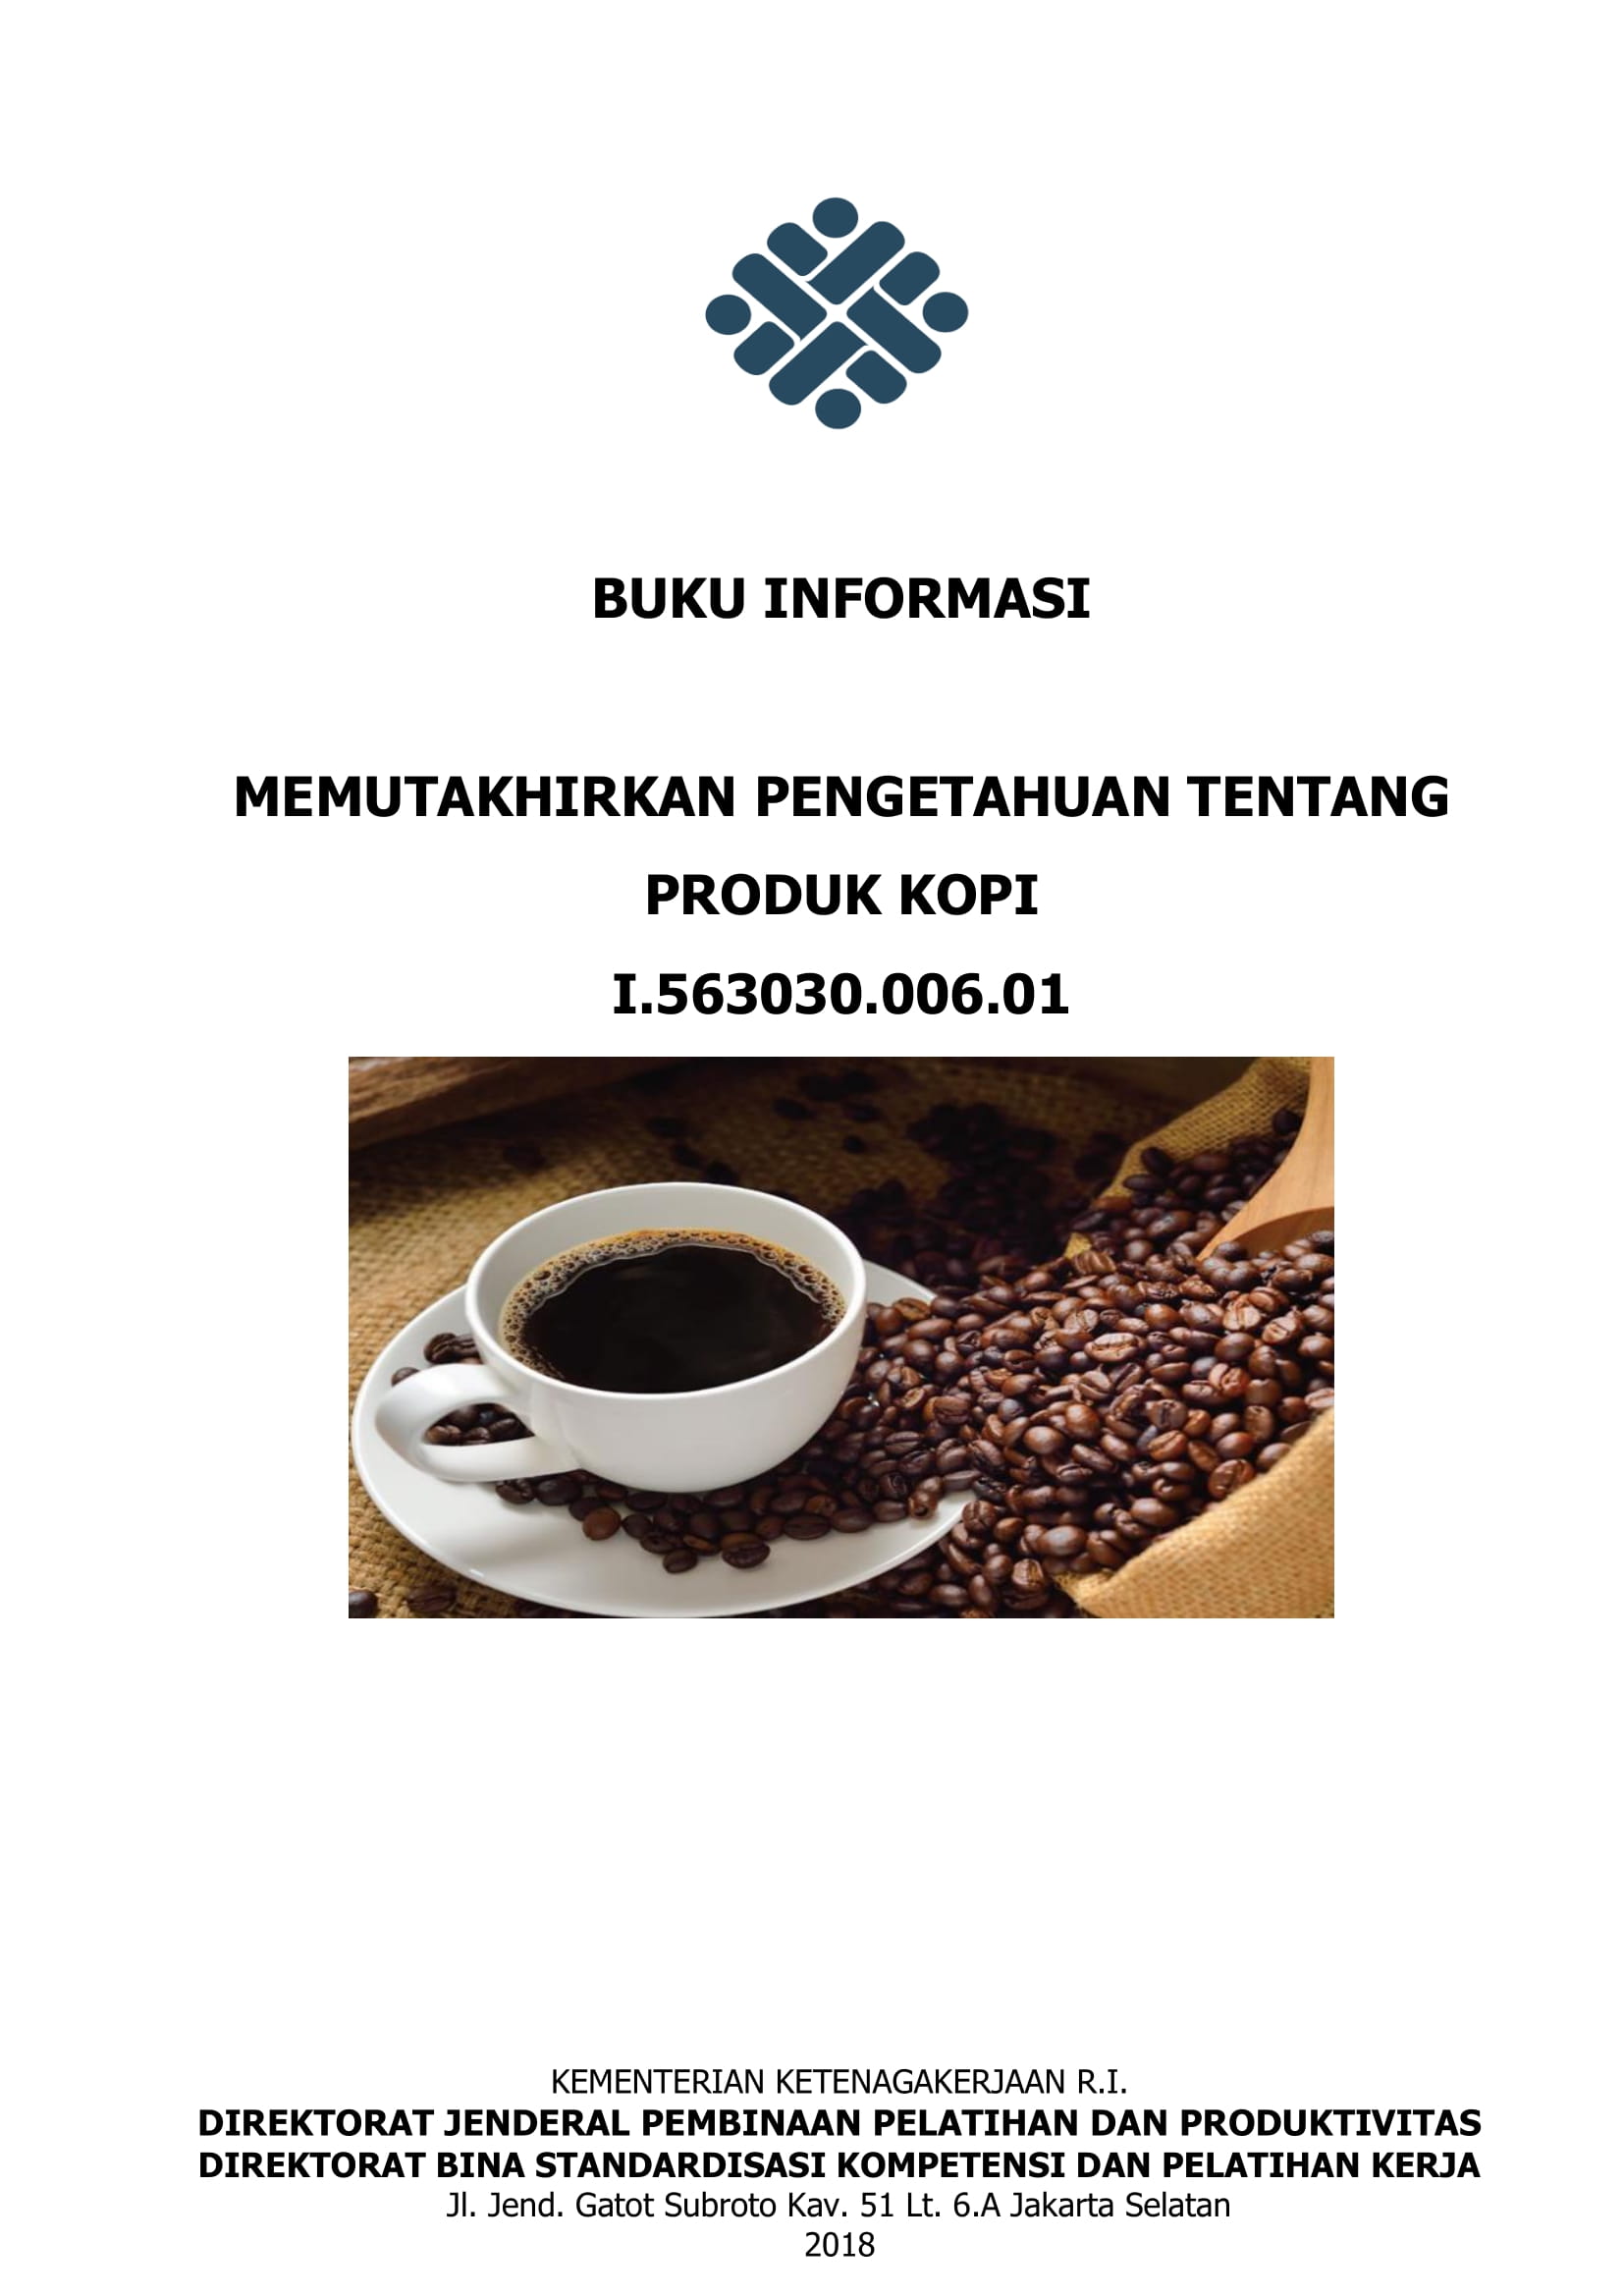 BUKU INFORMASI
MEMUTAKHIRKAN PENGETAHUAN TENTANG
PRODUK KOPI
I.563030.006.01
KEMENTERIAN KETENAGAKERJAAN R.I.
DIREKTORAT JENDERAL PEMBINAAN PELATIHAN DAN PRODUKTIVITAS
DIREKTORAT BINA STANDARDISASI KOMPETENSI DAN PELATIHAN KERJA
Jl. Jend. Gatot Subroto Kav. 51 Lt. 6.A Jakarta Selatan
2018